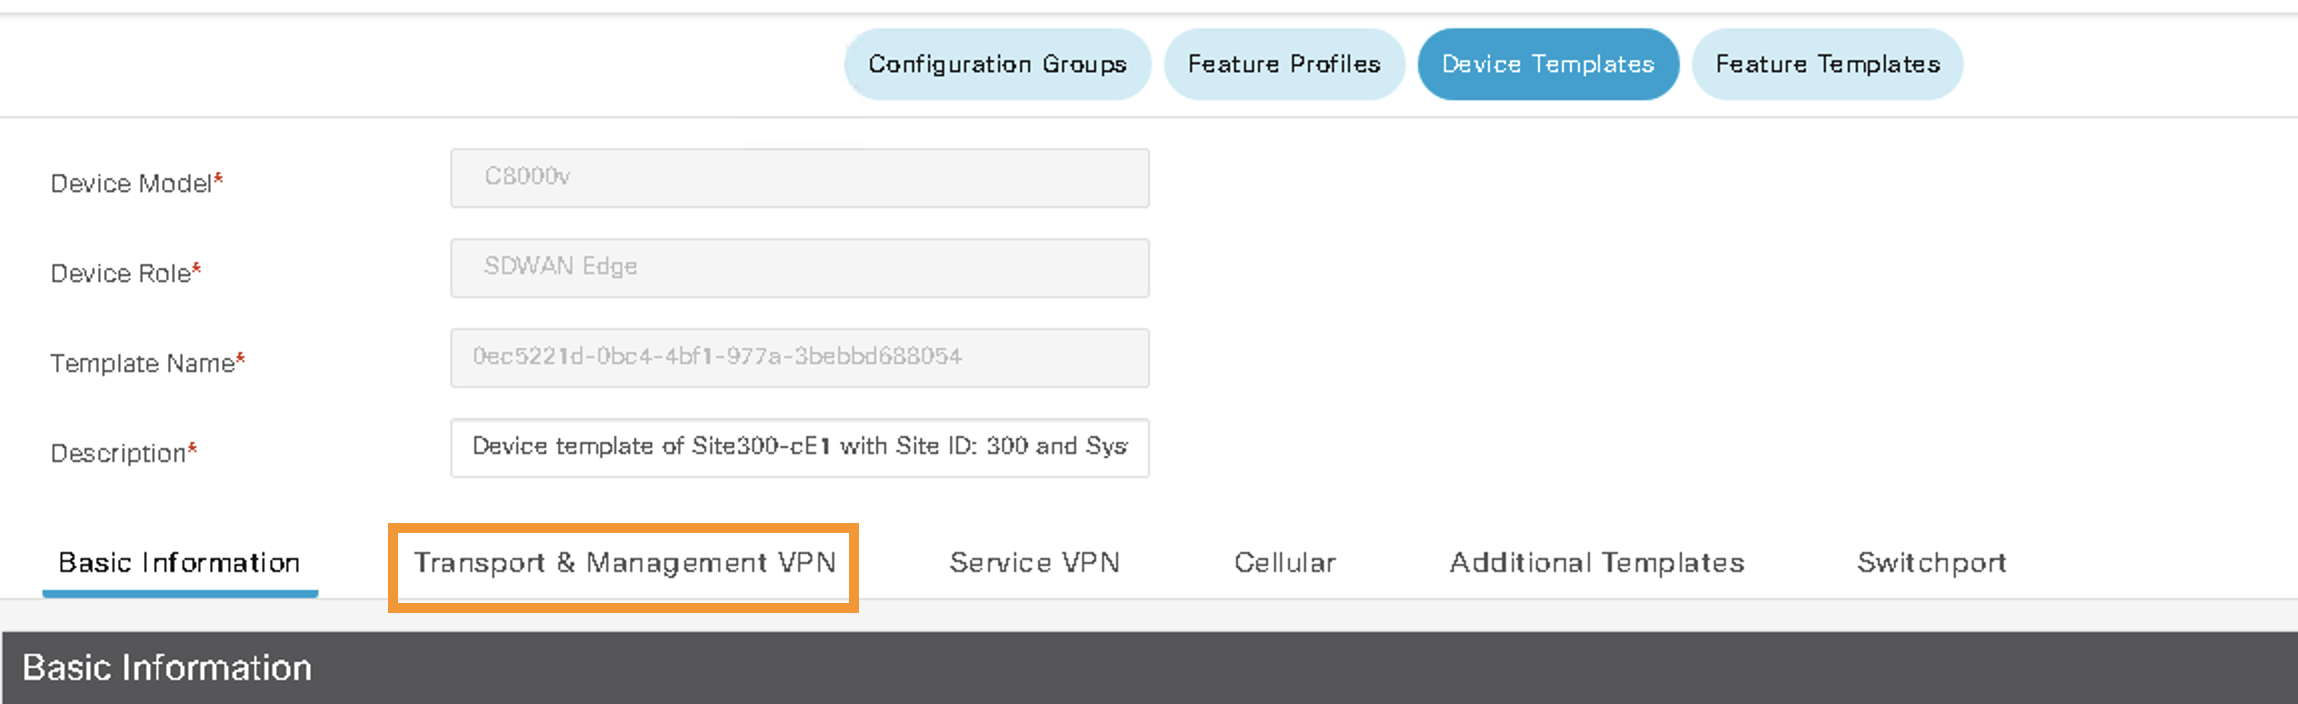 Configuration Groups Feature Profiles Device Templates Feature Templates
Device Model* C8000v
Device Role* SDWAN Edge
Template Name* 0ec5221d-0bc4-4bf1-977a-3bebbd688054
Description* Device template of Site300-cE1 with Site ID: 300 and Sys
Basic Information Transport & Management VPN Service VPN Cellular Additional Templates Switchport
Basic Information